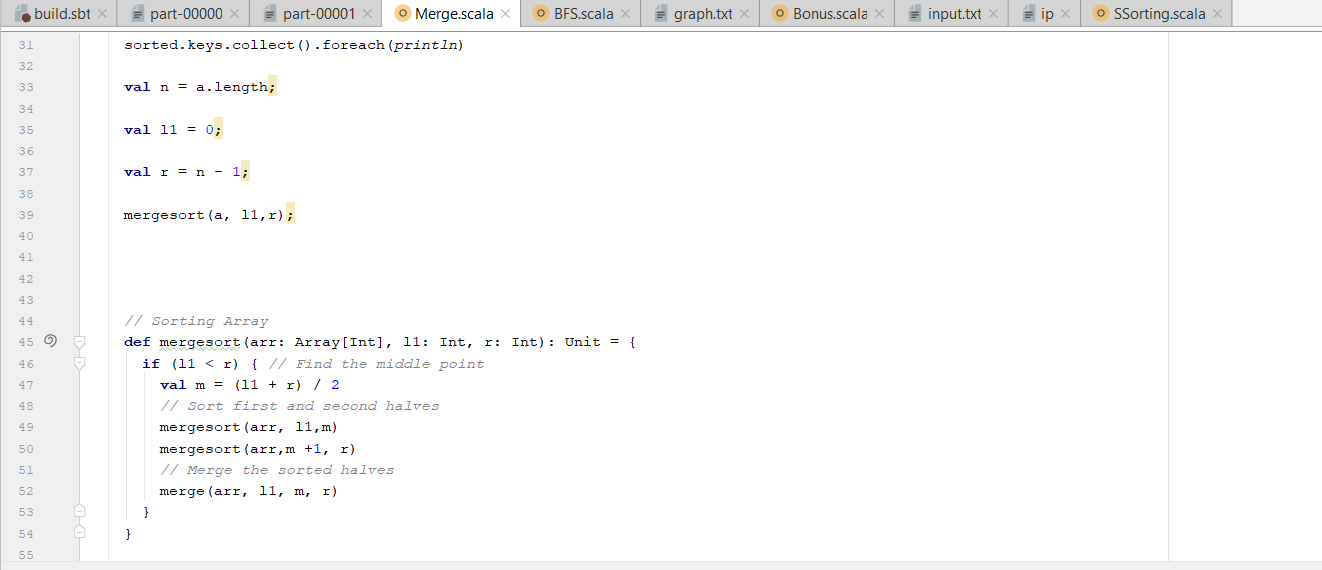 build.sbt part-00000 part-00001 Merge.scala BFS.scala graph.txt Bonus.scala input.txt ip SSorting.scala
31 sorted.keys.collect().foreach(println)
32
33 val n = a.length;
34
35 val l1 = 0;
36
37 val r = n - 1;
38
39 mergesort(a, l1,r);
40
41
42
43
44 // Sorting Array
45 def mergesort(arr: Array[Int], l1: Int, r: Int): Unit = {
46 if (l1 < r) { // Find the middle point
47 val m = (l1 + r) / 2
48 // Sort first and second halves
49 mergesort(arr, l1,m)
50 mergesort(arr,m +1, r)
51 // Merge the sorted halves
52 merge(arr, l1, m, r)
53 }
54 }
55